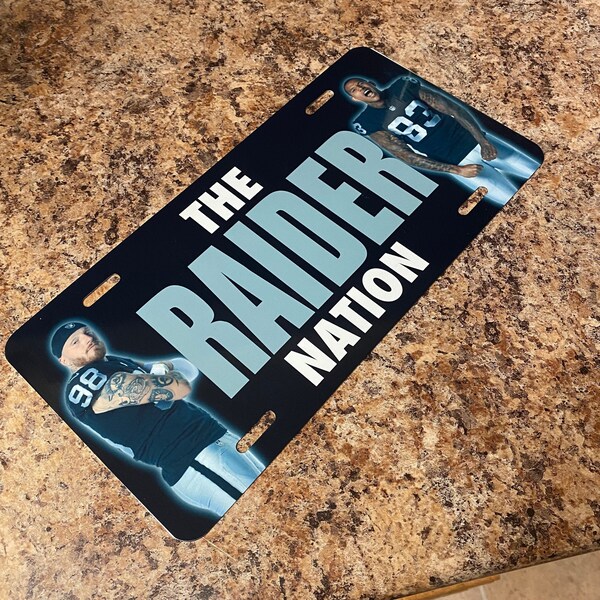 THE
RAIDER
NATION
98
83